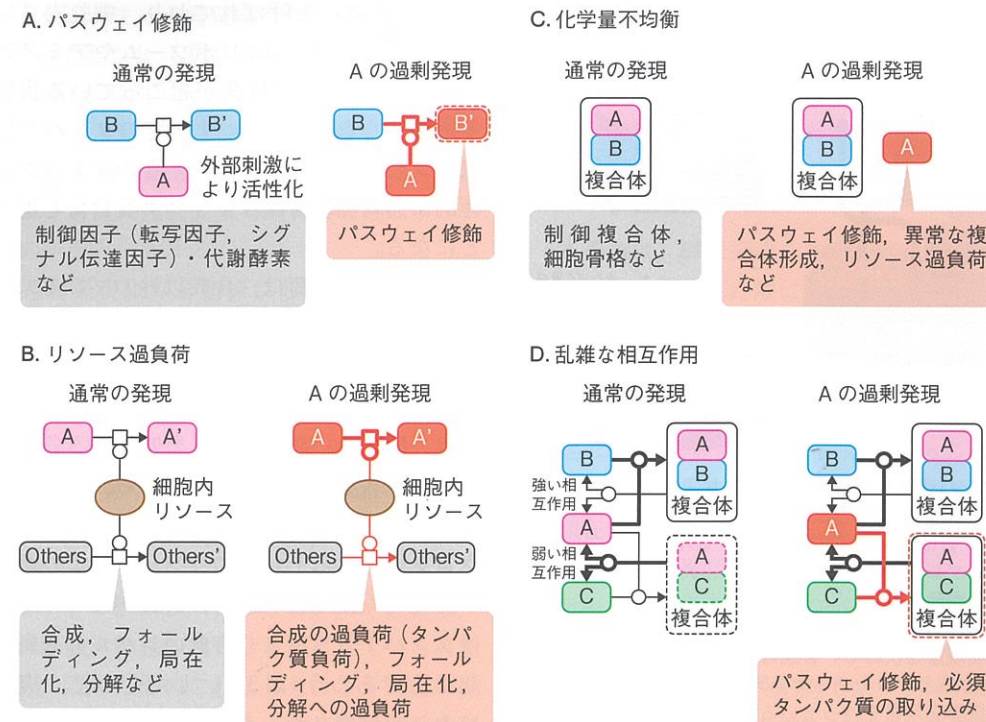 A. パスウェイ修飾
通常の発現
A の過剰発現
B
B'
A
外部刺激に
より活性化
B
B'
A
制御因子（転写因子，シグ
ナル伝達因子）・代謝酵素
など
パスウェイ修飾
C. 化学量不均衡
通常の発現
A の過剰発現
A
B
複合体
A
B
複合体
A
制御複合体，
細胞骨格など
パスウェイ修飾，異常な複
合体形成，リソース過負荷
など
B. リソース過負荷
通常の発現
A の過剰発現
A
A'
細胞内
リソース
Others
Others'
A
A'
細胞内
リソース
Others
Others'
合成，フォール
ディング，局在
化，分解など
合成の過負荷（タンパ
ク質負荷），フォール
ディング，局在化，
分解への過負荷
D. 乱雑な相互作用
通常の発現
A の過剰発現
B
強い相
互作用
A
弱い相
互作用
C
A
B
複合体
A
C
複合体
B
A
C
A
B
複合体
A
C
複合体
パスウェイ修飾，必須
タンパク質の取り込み